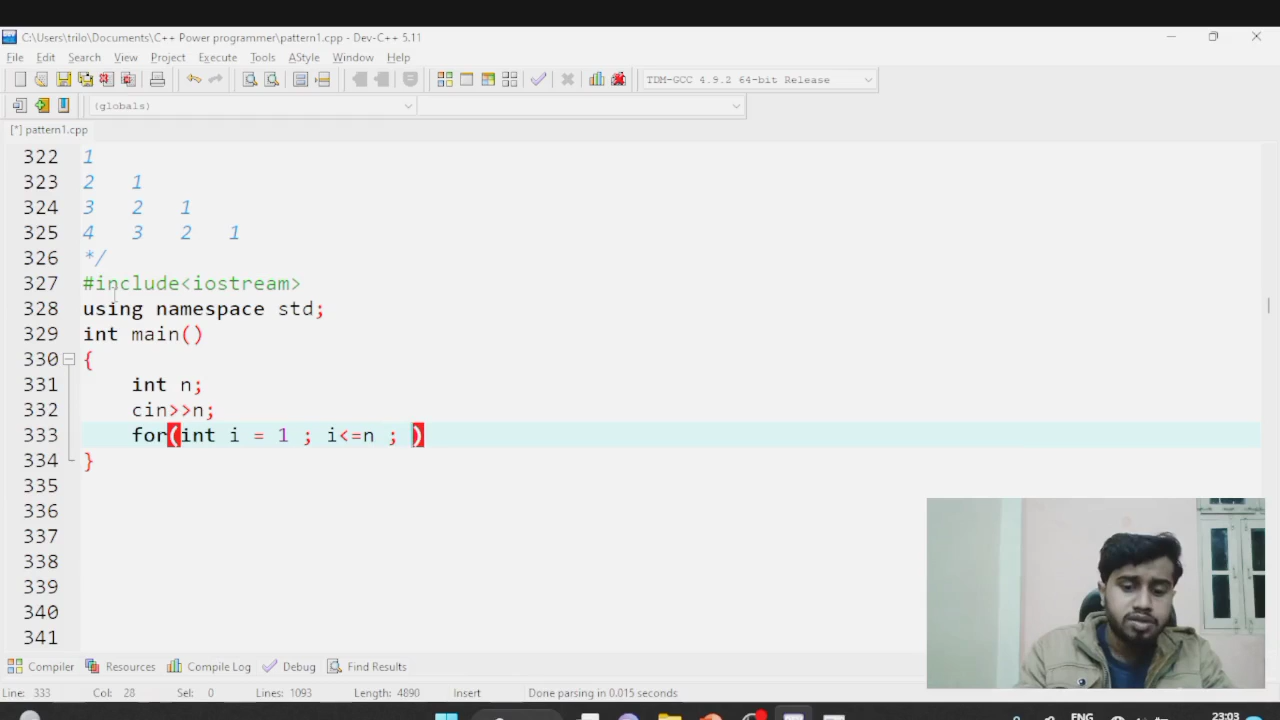 C:\Users\trilo\Documents\C++ Power programmer\pattern1.cpp - Dev-C++ 5.11
File Edit Search View Project Execute Tools AStyle Window Help
TDM-GCC 4.9.2 64-bit Release
(globals)
[*] pattern1.cpp
322 1
323 2 1
324 3 2 1
325 4 3 2 1
326 */
327 #include<iostream>
328 using namespace std;
329 int main()
330 {
331 int n;
332 cin>>n;
333 for(int i = 1 ; i<=n ; )
334 }
335
336
337
338
339
340
341
Compiler Resources Compile Log Debug Find Results
Line: 333 Col: 28 Sel: 0 Lines: 1093 Length: 4890 Insert Done parsing in 0.015 seconds
ENG 23:03